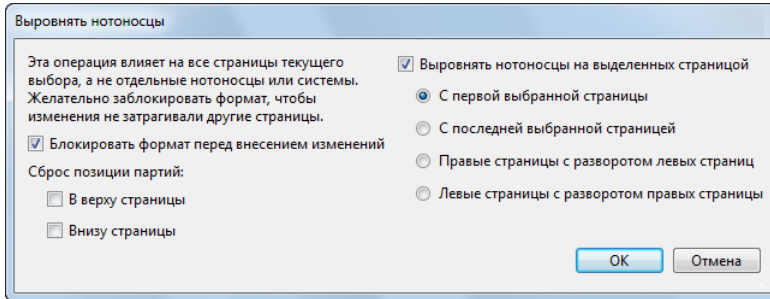 Выровнять нотоносцы
Эта операция влияет на все страницы текущего
выбора, а не отдельные нотоносцы или системы.
Желательно заблокировать формат, чтобы
изменения не затрагивали другие страницы.
Блокировать формат перед внесением изменений
Сброс позиции партий:
В верху страницы
Внизу страницы
Выровнять нотоносцы на выделенных страницой
С первой выбранной страницы
С последней выбранной страницей
Правые страницы с разворотом левых страниц
Левые страницы с разворотом правых страницы
OK
Отмена